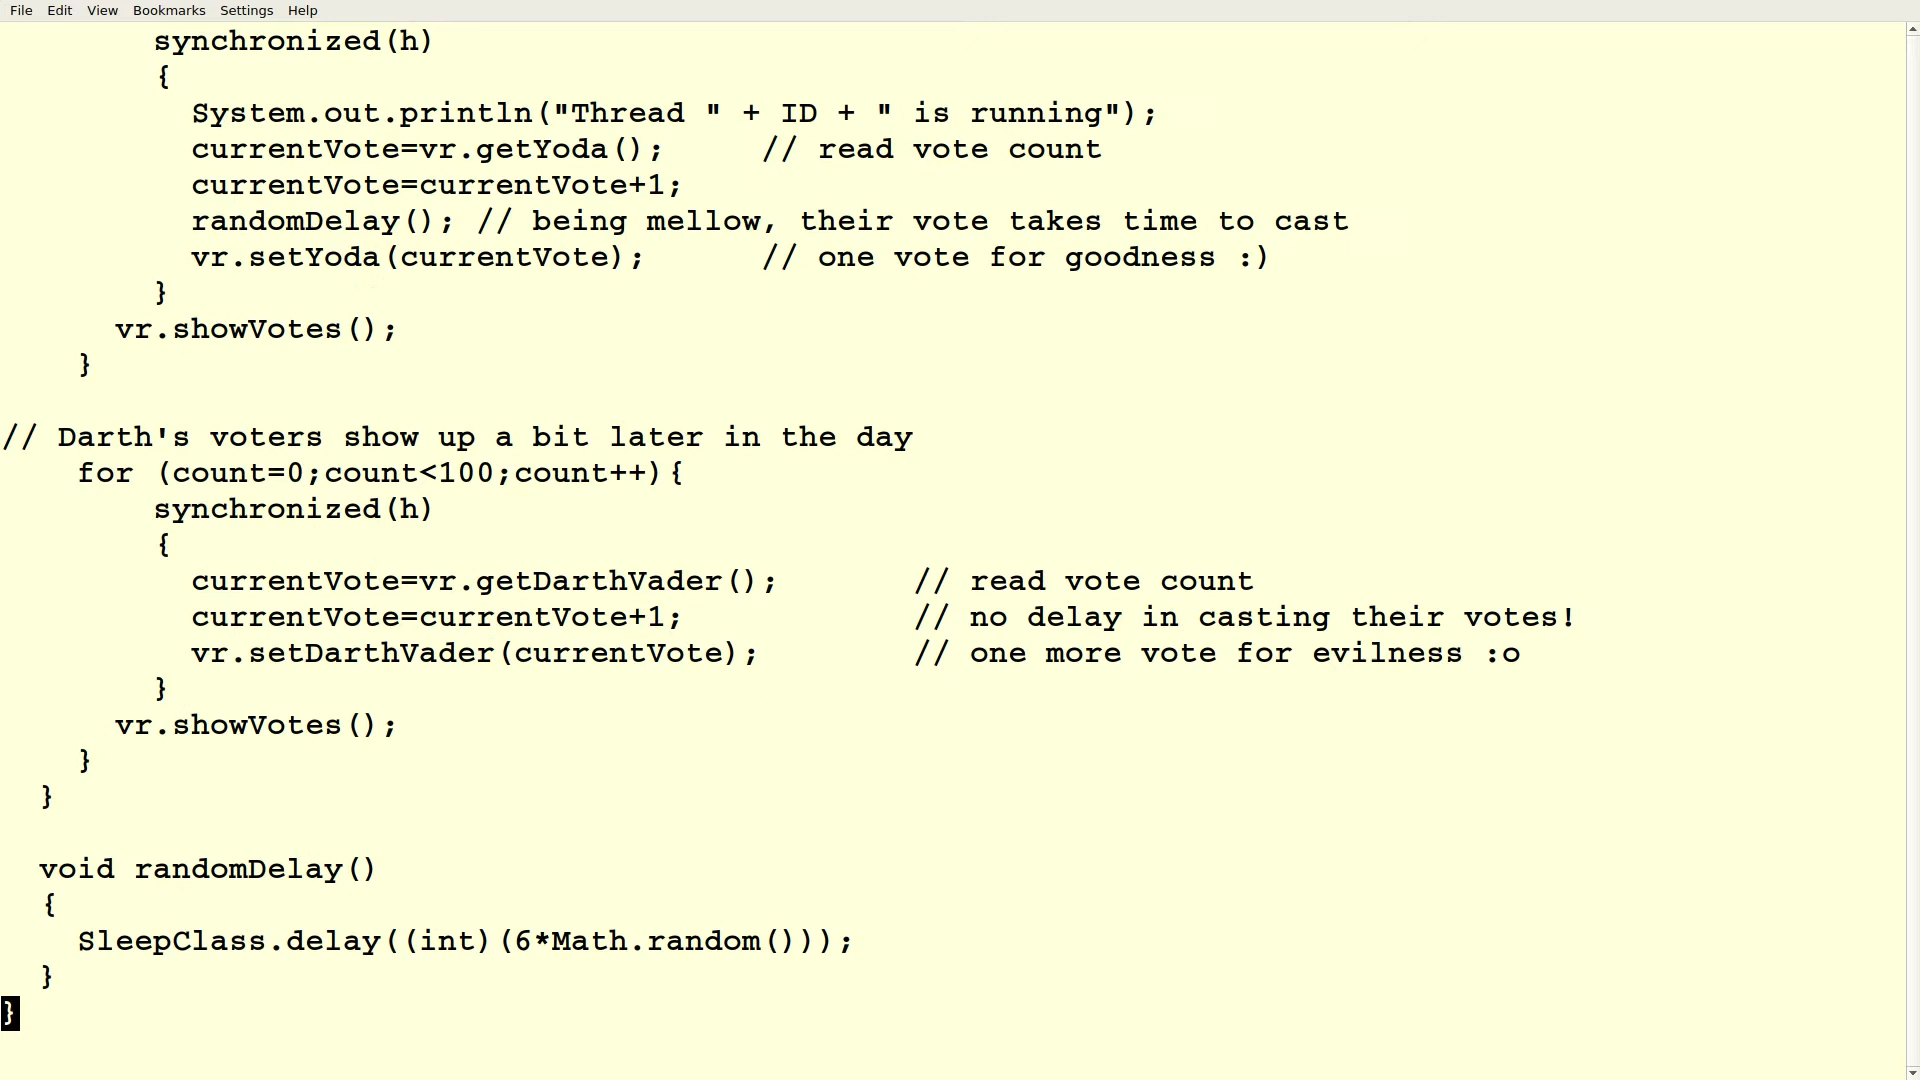 File Edit View Bookmarks Settings Help
synchronized(h)
{
System.out.println("Thread " + ID + " is running");
currentVote=vr.getYoda(); // read vote count
currentVote=currentVote+1;
randomDelay(); // being mellow, their vote takes time to cast
vr.setYoda(currentVote); // one vote for goodness :)
}
vr.showVotes();
}
// Darth's voters show up a bit later in the day
for (count=0;count<100;count++){
synchronized(h)
{
currentVote=vr.getDarthVader(); // read vote count
currentVote=currentVote+1; // no delay in casting their votes!
vr.setDarthVader(currentVote); // one more vote for evilness :o
}
vr.showVotes();
}
}
void randomDelay()
{
SleepClass.delay((int)(6*Math.random()));
}
}